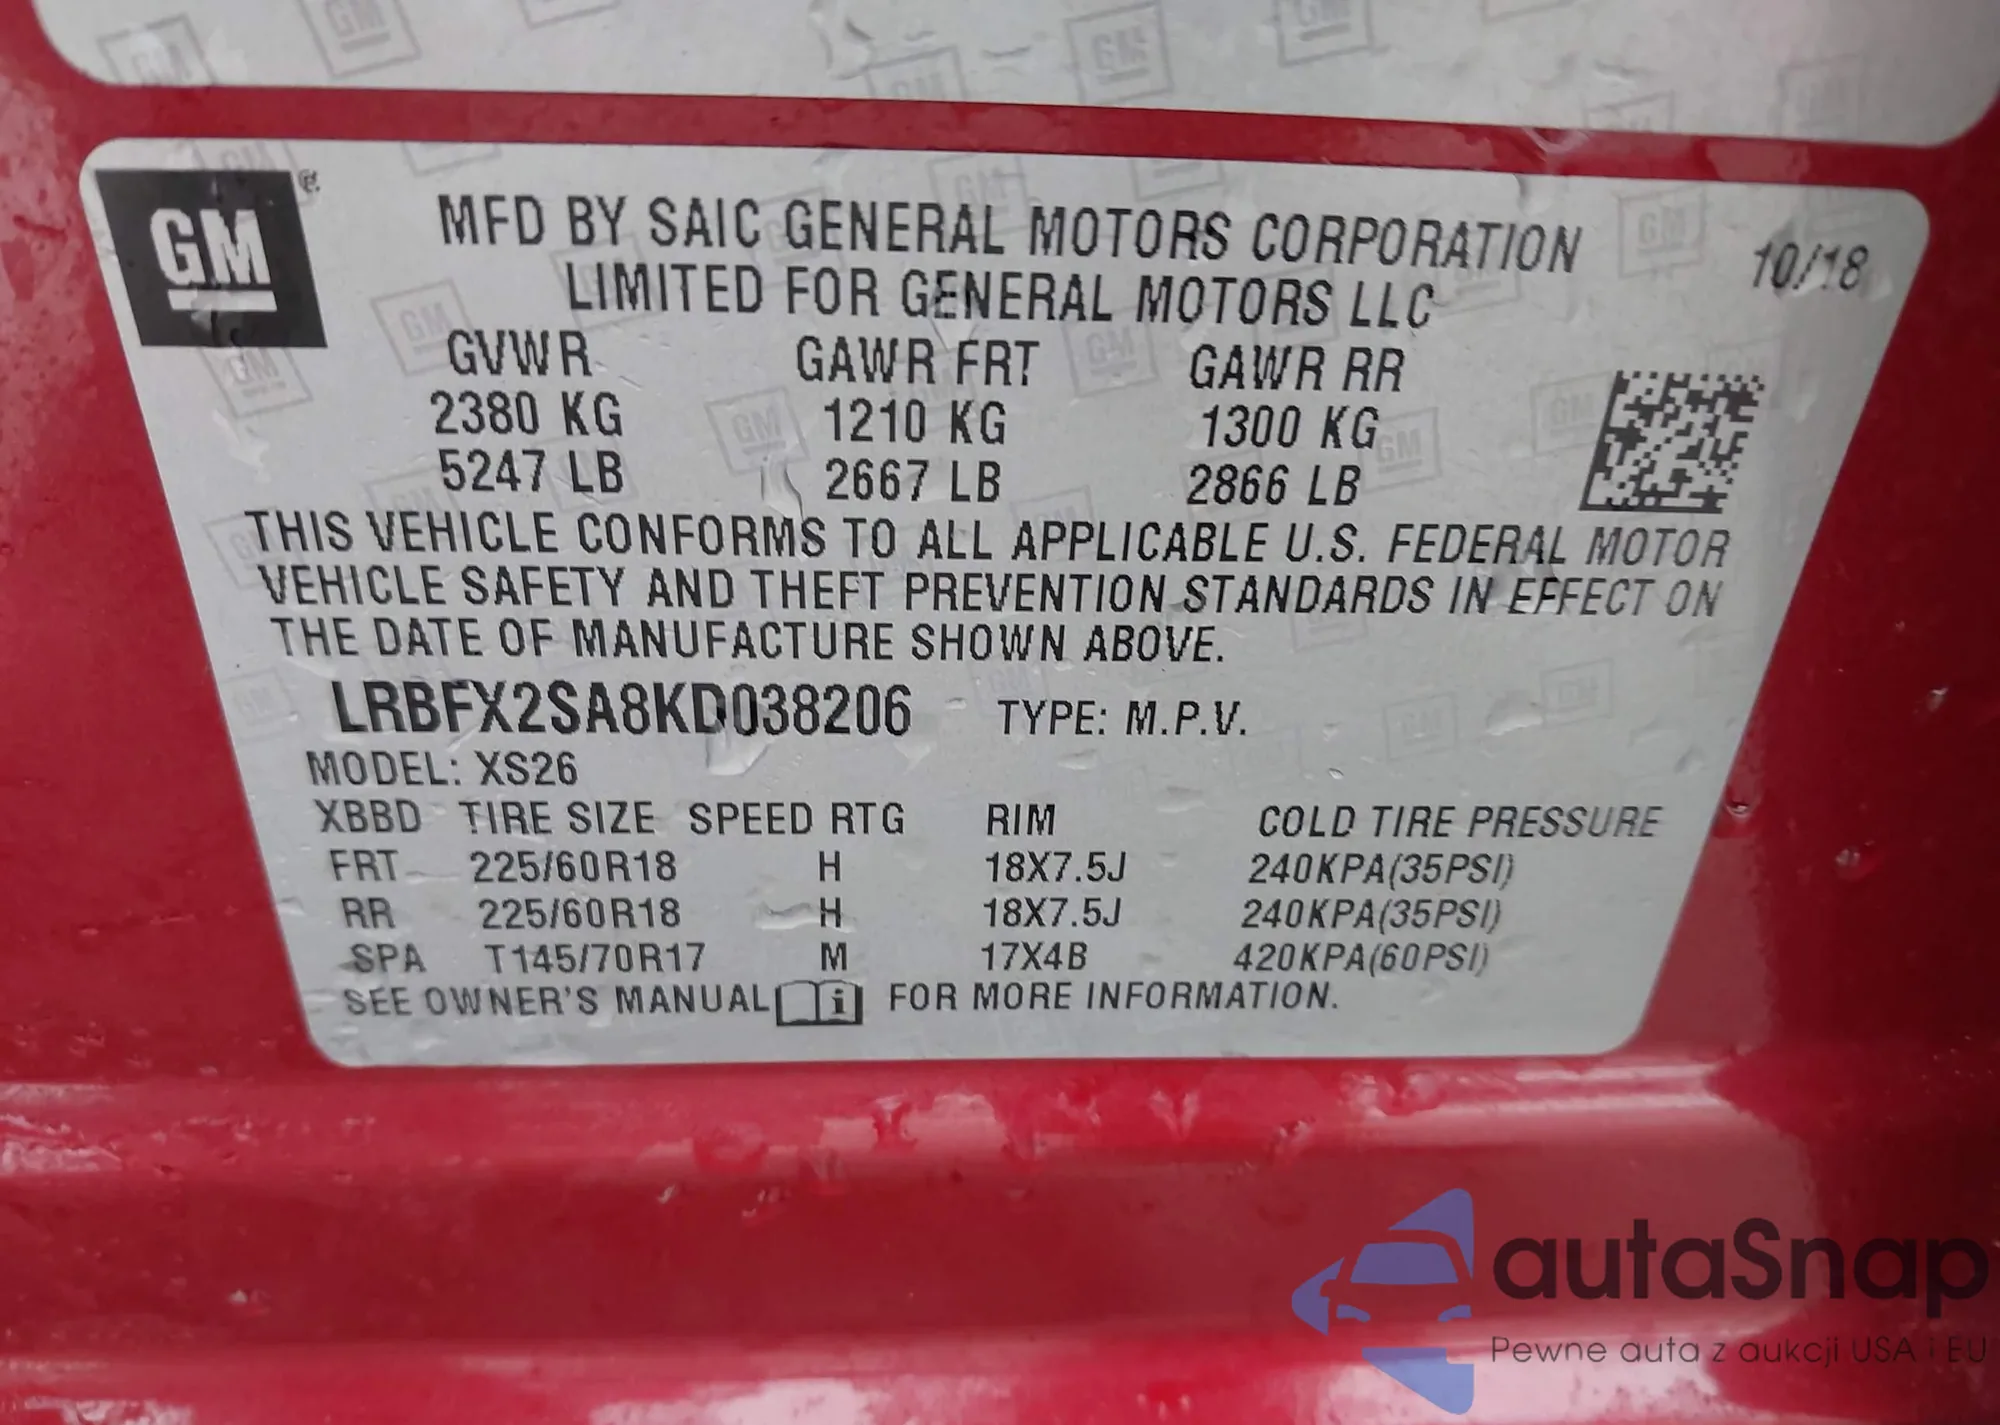 GM ®
MFD BY SAIC GENERAL MOTORS CORPORATION
LIMITED FOR GENERAL MOTORS LLC
10/18
GVWR GAWR FRT GAWR RR
2380 KG 1210 KG 1300 KG
5247 LB 2667 LB 2866 LB
THIS VEHICLE CONFORMS TO ALL APPLICABLE U.S. FEDERAL MOTOR
VEHICLE SAFETY AND THEFT PREVENTION STANDARDS IN EFFECT ON
THE DATE OF MANUFACTURE SHOWN ABOVE.
LRBFX2SA8KD038206 TYPE: M.P.V.
MODEL: XS26
XBBD TIRE SIZE SPEED RTG RIM COLD TIRE PRESSURE
FRT 225/60R18 H 18X7.5J 240KPA(35PSI)
RR 225/60R18 H 18X7.5J 240KPA(35PSI)
SPA T145/70R17 M 17X4B 420KPA(60PSI)
SEE OWNER'S MANUAL i FOR MORE INFORMATION.
autaSnap
Pewne auta z aukcji USA i EU